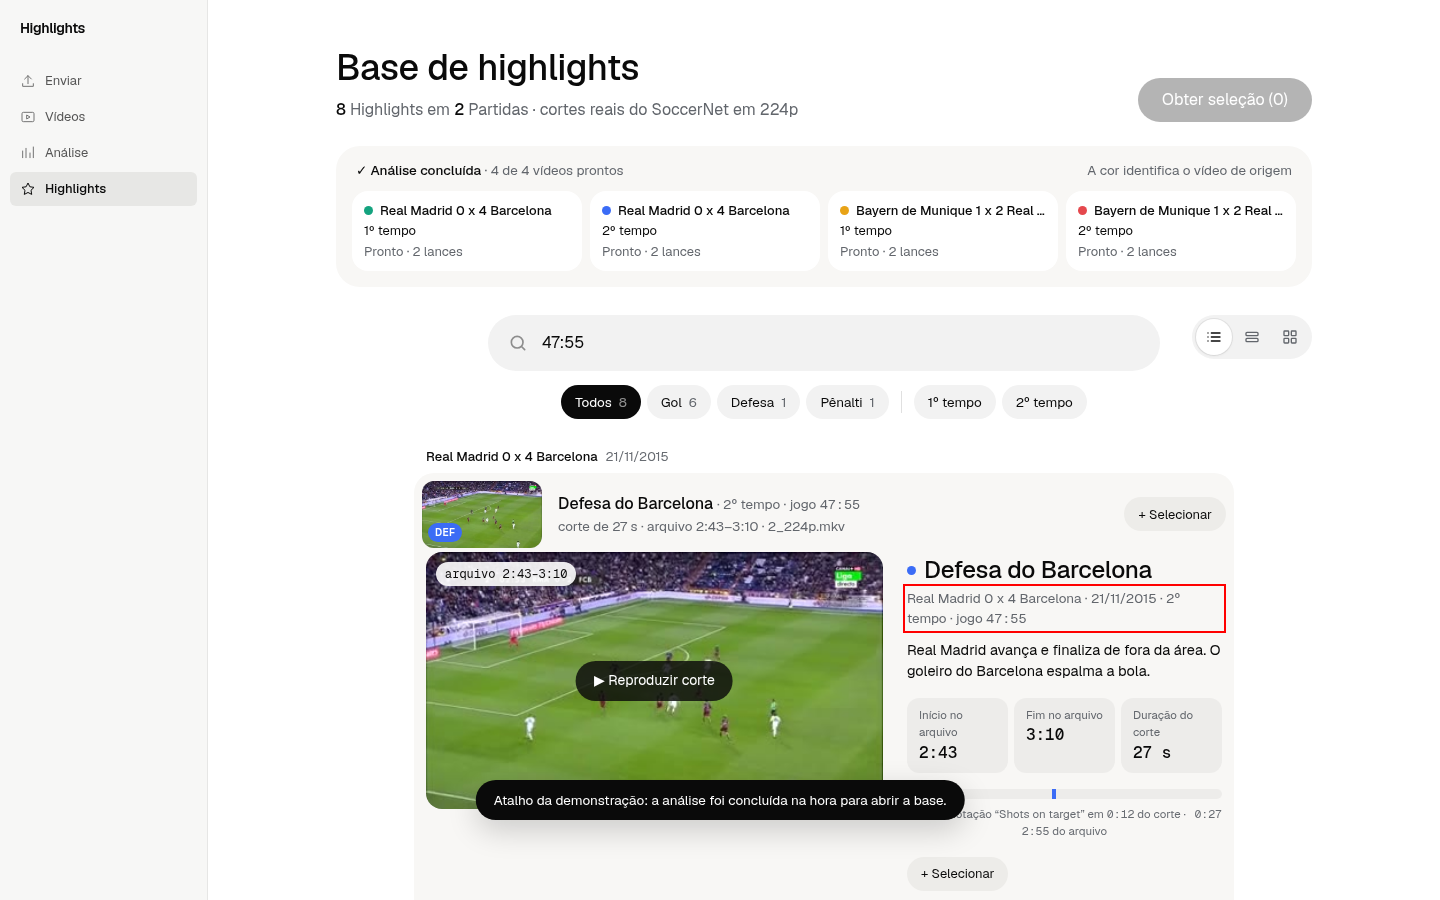 Highlights
Enviar
Vídeos
Análise
Highlights
Base de highlights
8 Highlights em 2 Partidas · cortes reais do SoccerNet em 224p
Obter seleção (0)
✓ Análise concluída · 4 de 4 vídeos prontos
A cor identifica o vídeo de origem
Real Madrid 0 x 4 Barcelona
1º tempo
Pronto · 2 lances
Real Madrid 0 x 4 Barcelona
2º tempo
Pronto · 2 lances
Bayern de Munique 1 x 2 Real ...
1º tempo
Pronto · 2 lances
Bayern de Munique 1 x 2 Real ...
2º tempo
Pronto · 2 lances
47:55
Todos 8
Gol 6
Defesa 1
Pênalti 1
1º tempo
2º tempo
Real Madrid 0 x 4 Barcelona 21/11/2015
DEF
Defesa do Barcelona · 2º tempo · jogo 47:55
corte de 27 s · arquivo 2:43–3:10 · 2_224p.mkv
+ Selecionar
arquivo 2:43–3:10
FCB
Liga
directo
▶ Reproduzir corte
Defesa do Barcelona
Real Madrid 0 x 4 Barcelona · 21/11/2015 · 2º
tempo · jogo 47:55
Real Madrid avança e finaliza de fora da área. O
goleiro do Barcelona espalma a bola.
Início no
arquivo
2:43
Fim no arquivo
3:10
Duração do
corte
27 s
Atalho da demonstração: a análise foi concluída na hora para abrir a base.
“Shots on target” em 0:12 do corte · 0:27
2:55 do arquivo
+ Selecionar